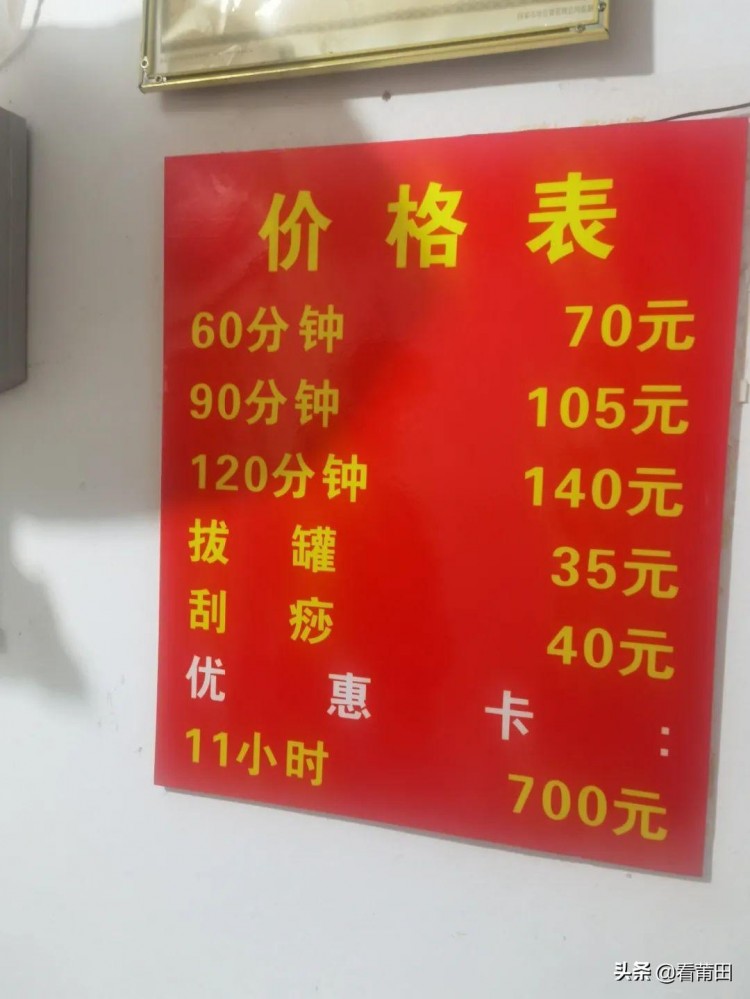 价格表
60分钟 70元
90分钟 105元
120分钟 140元
拔罐 35元
刮痧 40元
优惠卡:
11小时 700元
头条 @看莆田